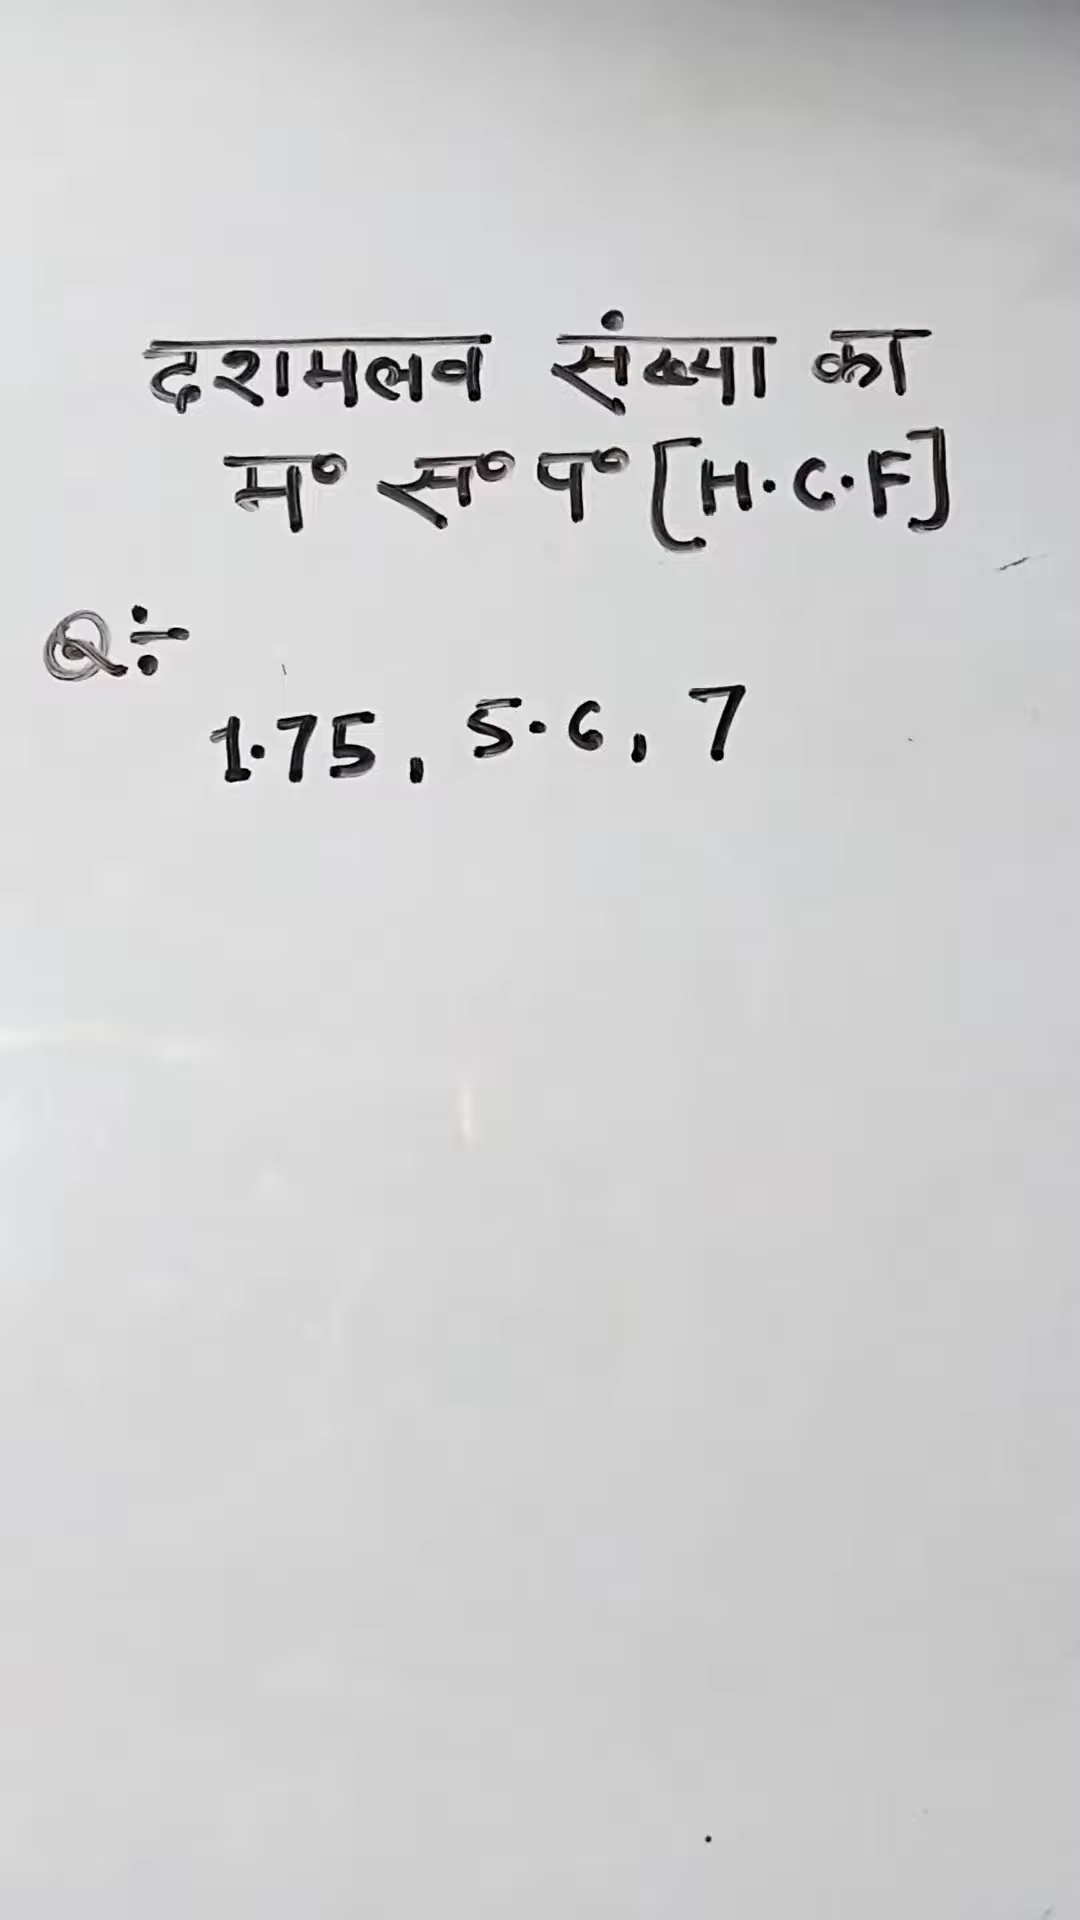 दशमलव संख्या का
म० स० प० [H.C.F]
Q÷
1.75, 5.6, 7